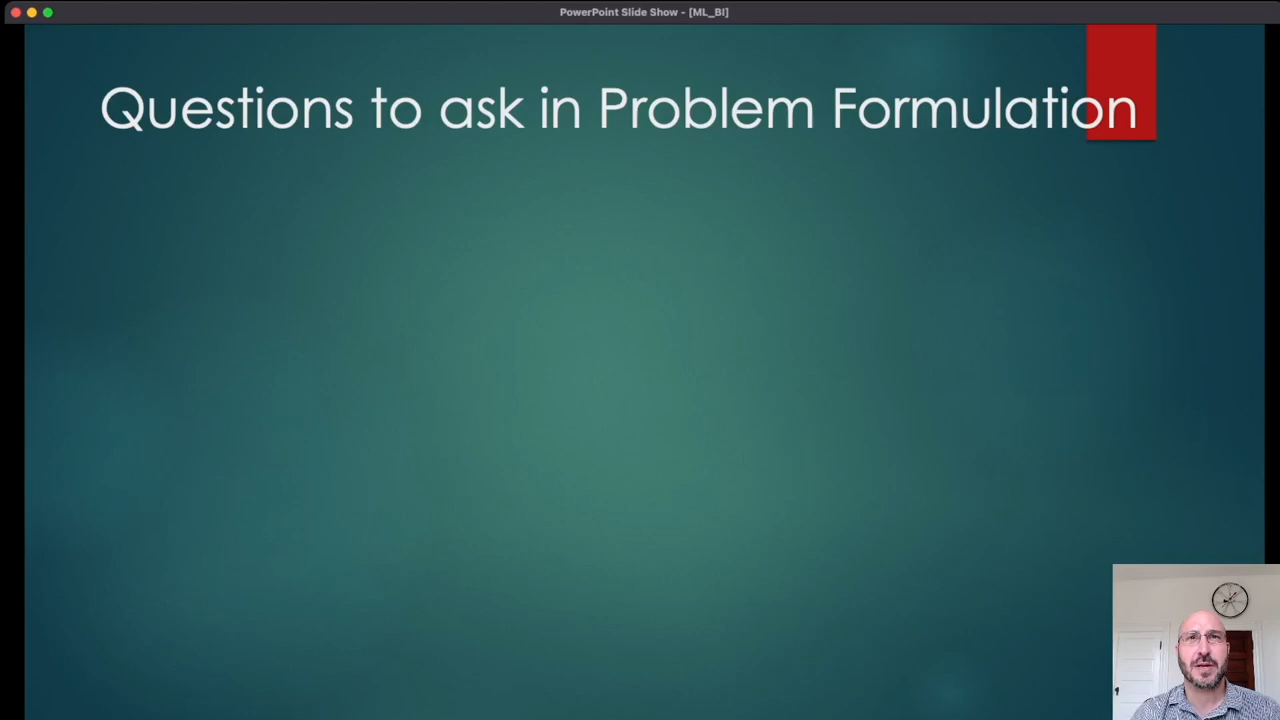 PowerPoint Slide Show - [ML_BI]
Questions to ask in Problem Formulation